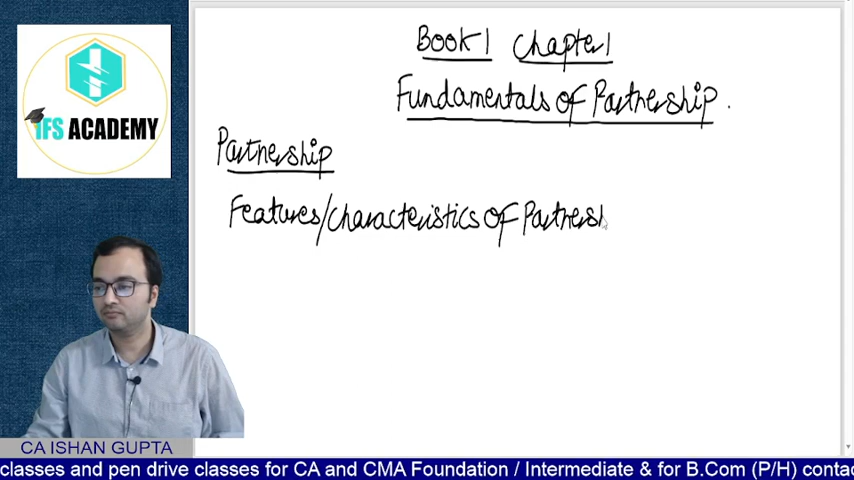 Book 1 Chapter 1
Fundamentals of Partnership.
Partnership
Features/Characteristics of Partnersh
IFS ACADEMY
CA ISHAN GUPTA
classes and pen drive classes for CA and CMA Foundation / Intermediate & for B.Com (P/H) contac